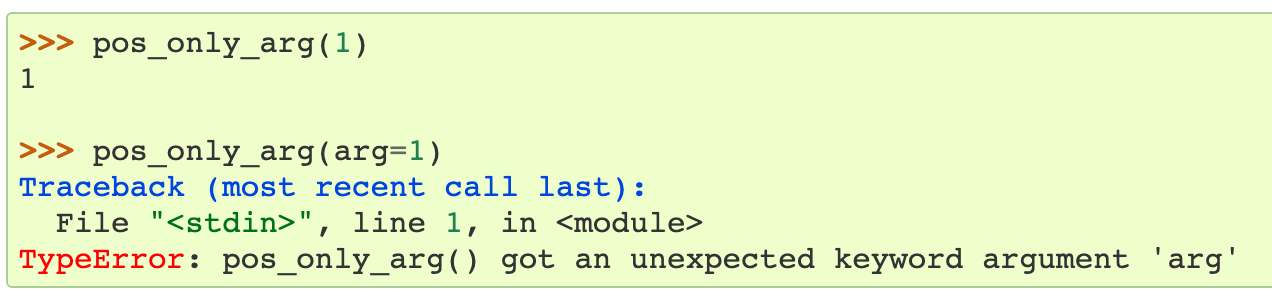 >>> pos_only_arg(1)
1
>>> pos_only_arg(arg=1)
Traceback (most recent call last):
  File "<stdin>", line 1, in <module>
TypeError: pos_only_arg() got an unexpected keyword argument 'arg'